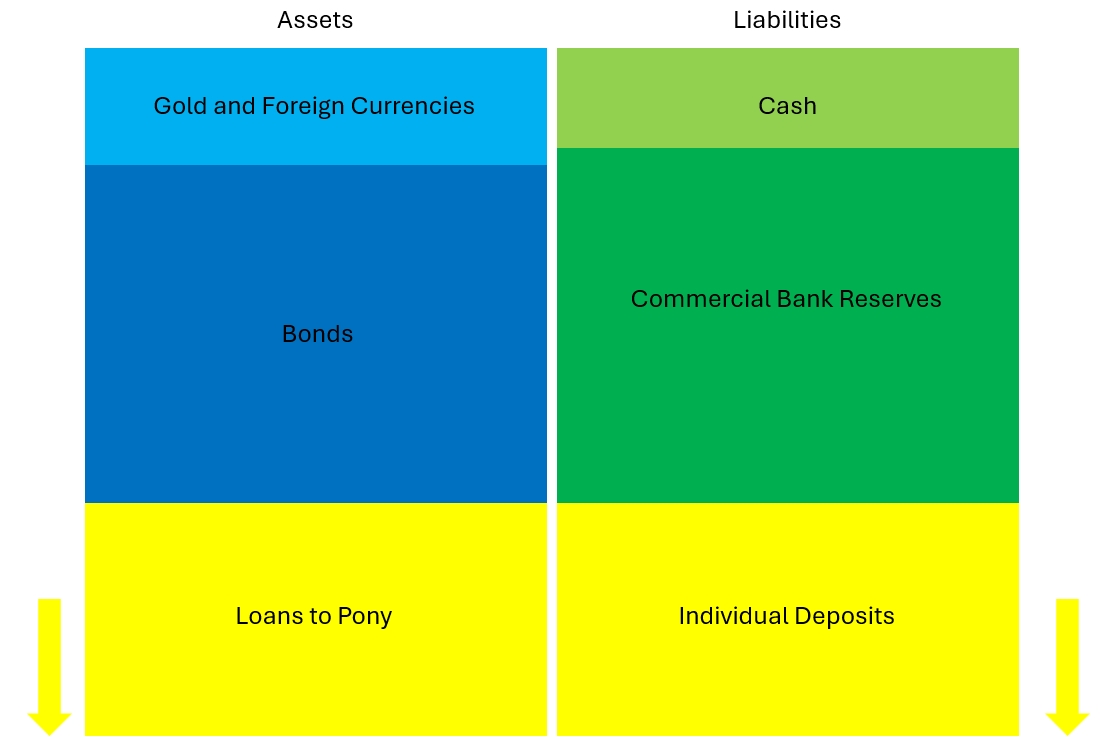 Assets
Liabilities
Gold and Foreign Currencies
Cash
Commercial Bank Reserves
Bonds
Loans to Pony
Individual Deposits